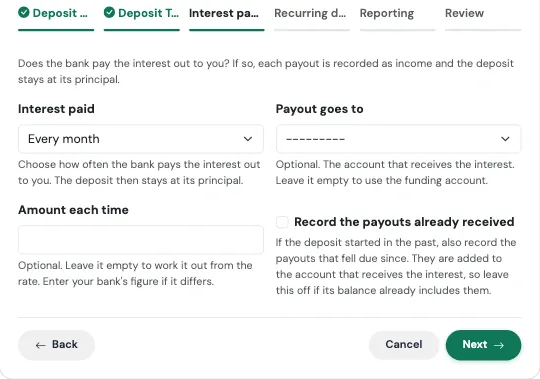 Deposit ... Deposit T... Interest pa... Recurring d... Reporting Review
Does the bank pay the interest out to you? If so, each payout is recorded as income and the deposit
stays at its principal.
Interest paid
Every month
Choose how often the bank pays the interest out
to you. The deposit then stays at its principal.
Payout goes to
---------
Optional. The account that receives the interest.
Leave it empty to use the funding account.
Amount each time
Optional. Leave it empty to work it out from the
rate. Enter your bank's figure if it differs.
Record the payouts already received
If the deposit started in the past, also record the
payouts that fell due since. They are added to
the account that receives the interest, so leave
this off if its balance already includes them.
← Back
Cancel
Next →